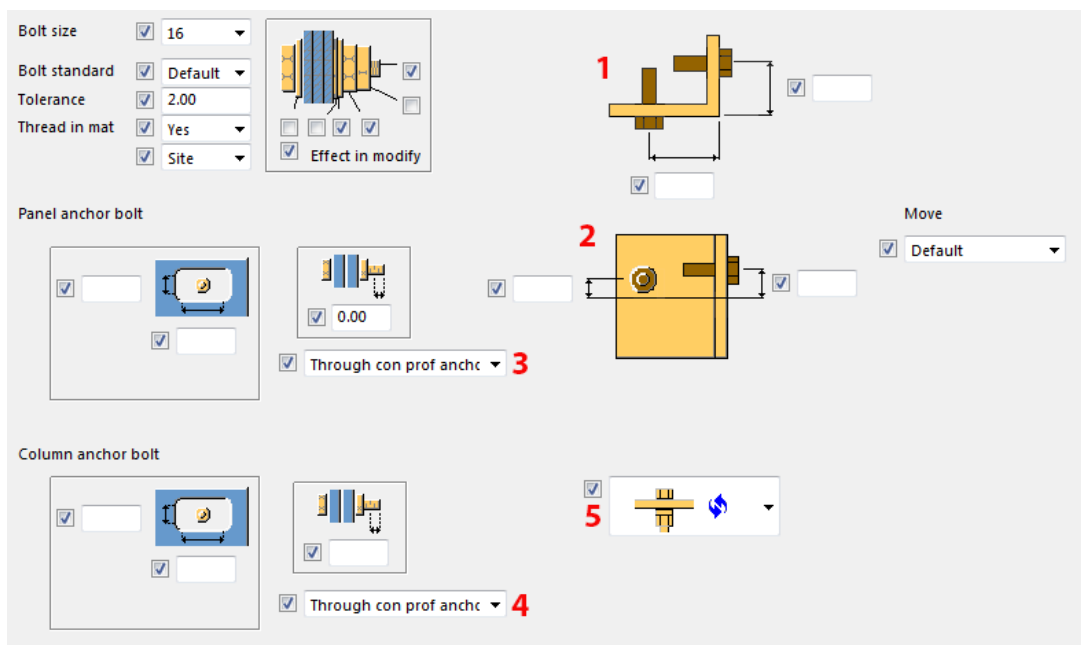 Bolt size 16
Bolt standard Default
Tolerance 2.00
Thread in mat Yes
Site
Effect in modify
1
Panel anchor bolt
Move
2
Default
0.00
Through con prof anchc 3
Column anchor bolt
5
Through con prof anchc 4